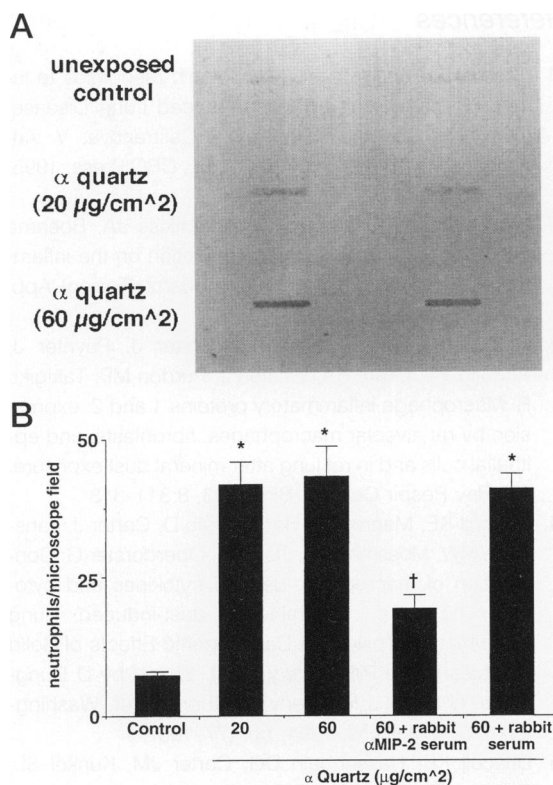 A
unexposed
control
α quartz
(20 µg/cm^2)
α quartz
(60 µg/cm^2)
B
neutrophils/microscope field
50
25
0
*
*
†
*
Control
20
60
60 + rabbit
αMIP-2 serum
60 + rabbit
serum
α Quartz (µg/cm^2)